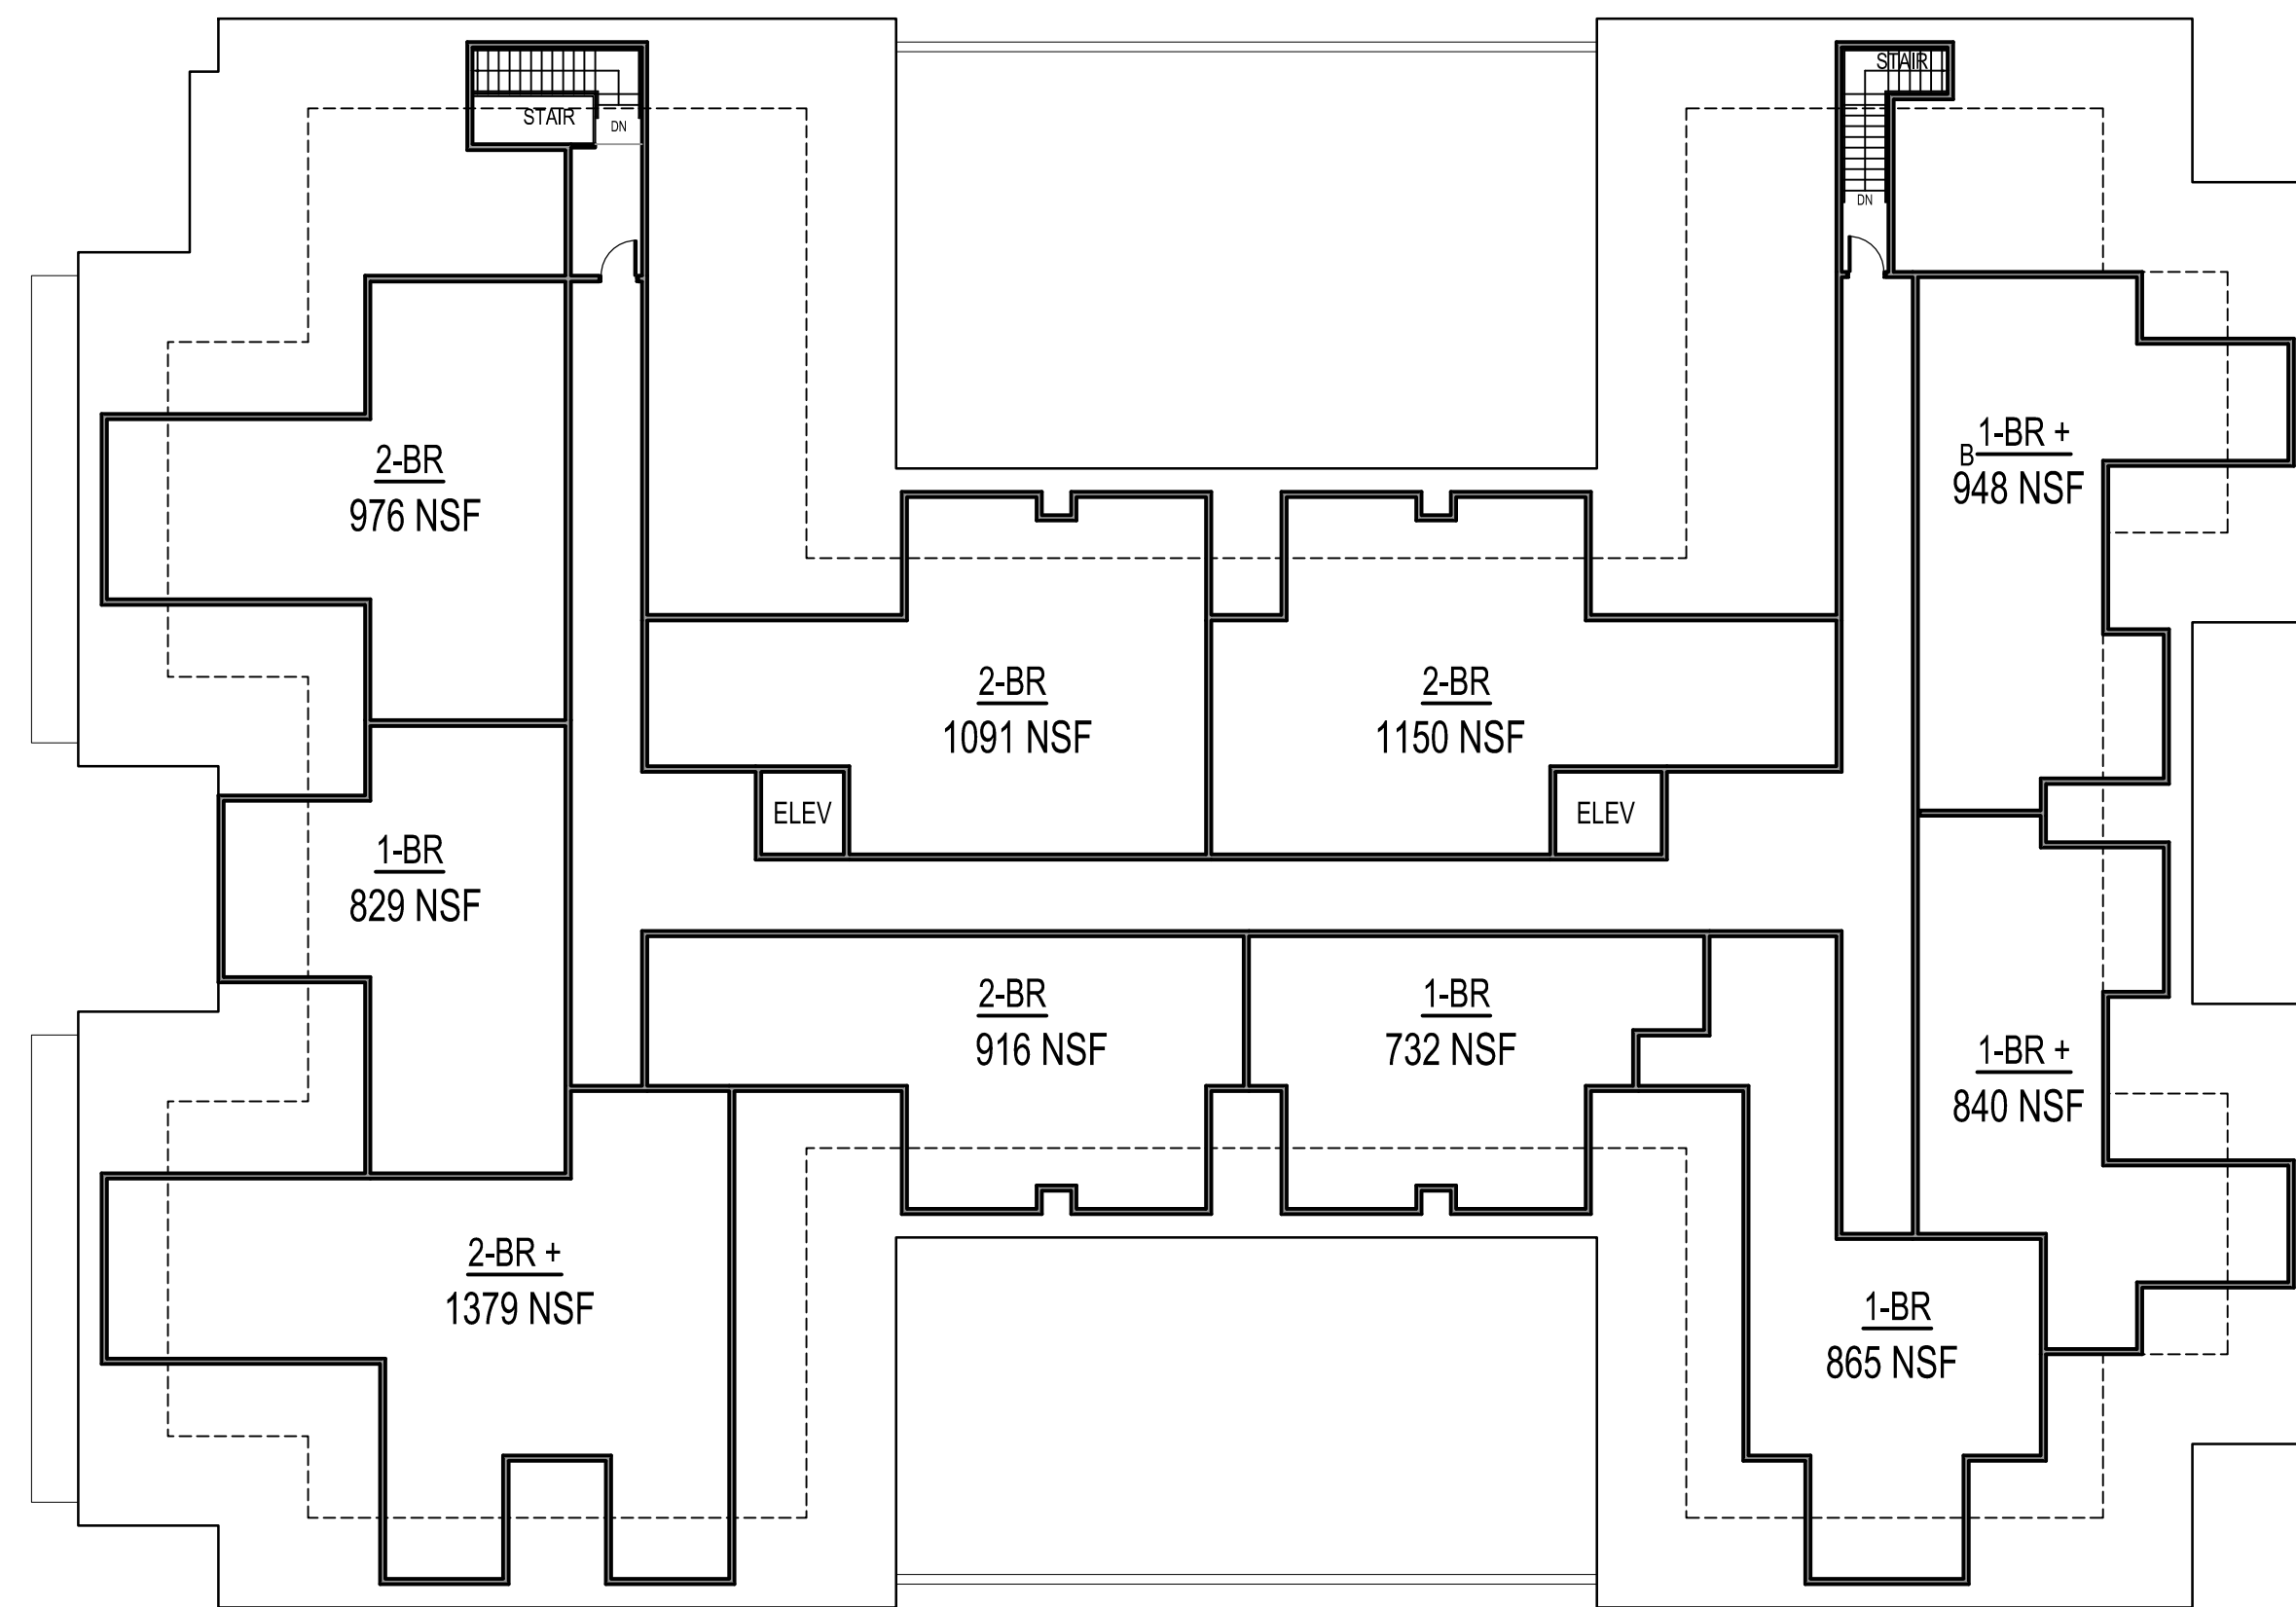 STAIR
STAIR
DN
DN
2-BR
976 NSF
1-BR +
B
948 NSF
2-BR
1091 NSF
2-BR
1150 NSF
ELEV
ELEV
1-BR
829 NSF
2-BR
916 NSF
1-BR
732 NSF
1-BR +
840 NSF
2-BR +
1379 NSF
1-BR
865 NSF